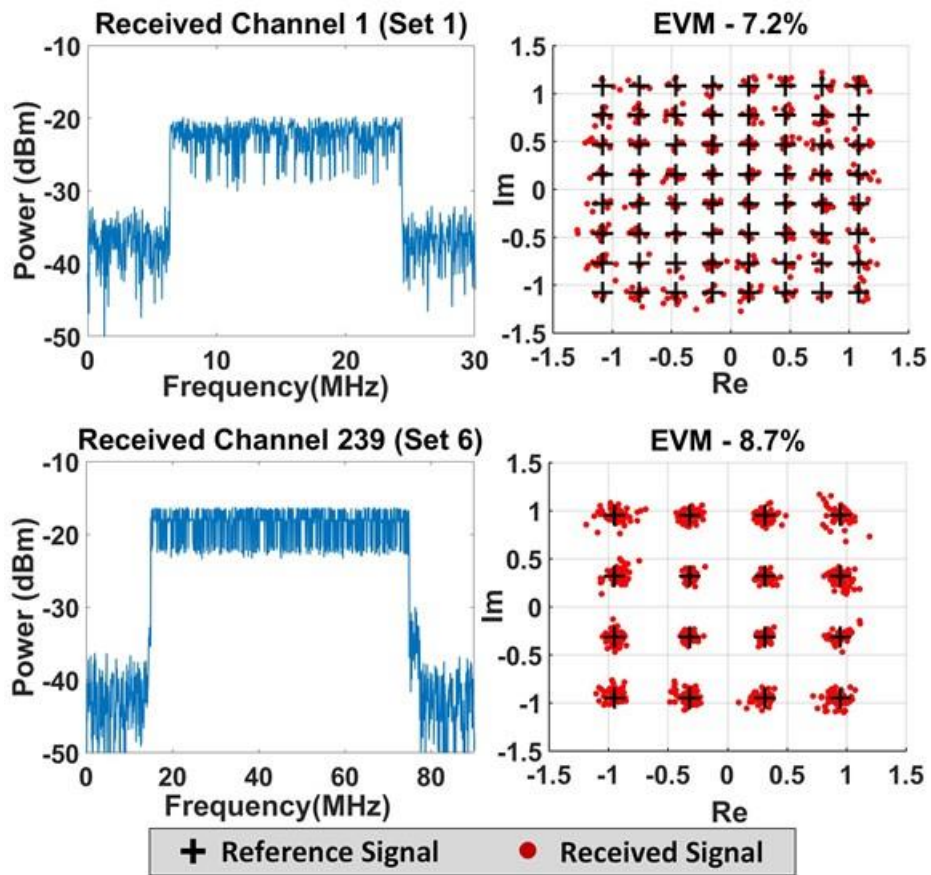 Received Channel 1 (Set 1)
-10
-20
-30
-40
-50
Power (dBm)
0 10 20 30
Frequency(MHz)
EVM - 7.2%
1.5
1
0.5
0
-0.5
-1
-1.5
Im
-1.5 -1 -0.5 0 0.5 1 1.5
Re
Received Channel 239 (Set 6)
-10
-20
-30
-40
-50
Power (dBm)
0 20 40 60 80
Frequency(MHz)
EVM - 8.7%
1.5
1
0.5
0
-0.5
-1
-1.5
Im
-1.5 -1 -0.5 0 0.5 1 1.5
Re
Reference Signal Received Signal